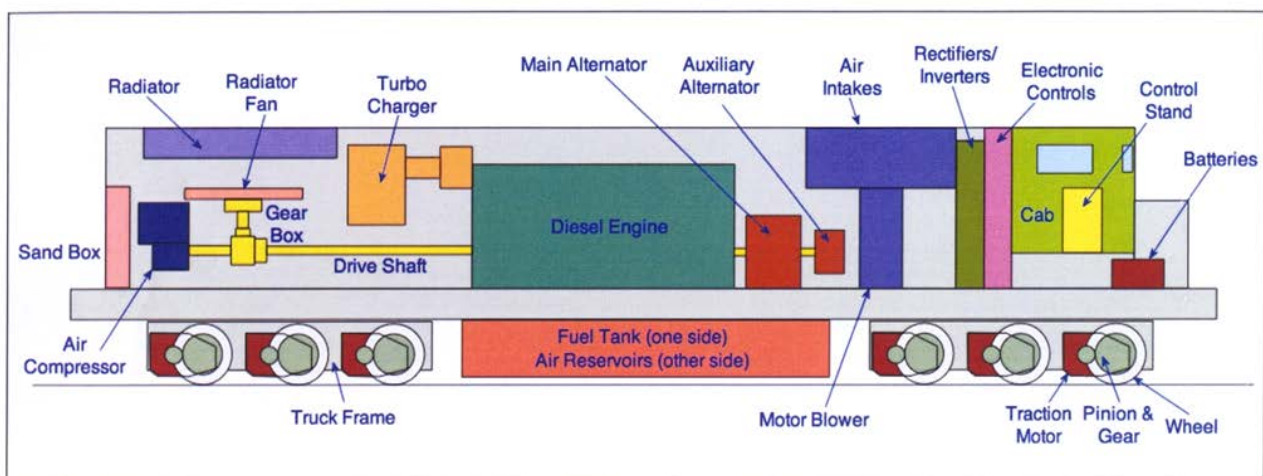 Radiator
Radiator
Fan
Turbo
Charger
Main Alternator
Auxiliary
Alternator
Air
Intakes
Rectifiers/
Inverters
Electronic
Controls
Control
Stand
Batteries
Sand Box
Gear
Box
Drive Shaft
Diesel Engine
Cab
Air
Compressor
Fuel Tank (one side)
Air Reservoirs (other side)
Truck Frame
Motor Blower
Traction
Motor
Pinion &
Gear
Wheel